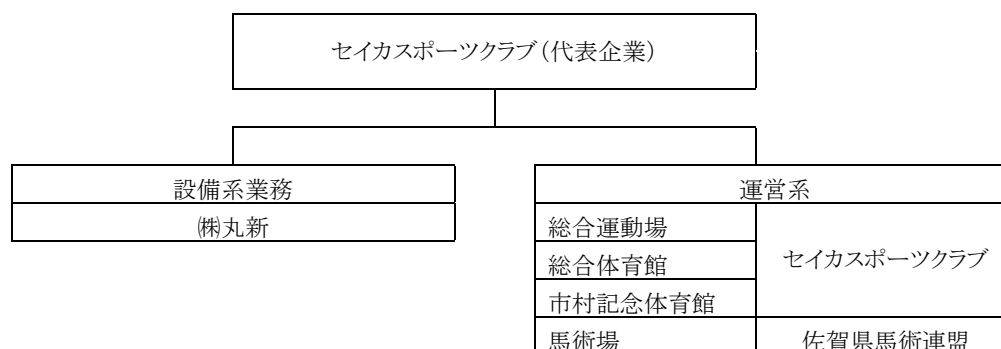 セイカスポーツクラブ（代表企業）
設備系業務
㈱丸新
運営系
総合運動場
総合体育館
市村記念体育館
セイカスポーツクラブ
馬術場
佐賀県馬術連盟